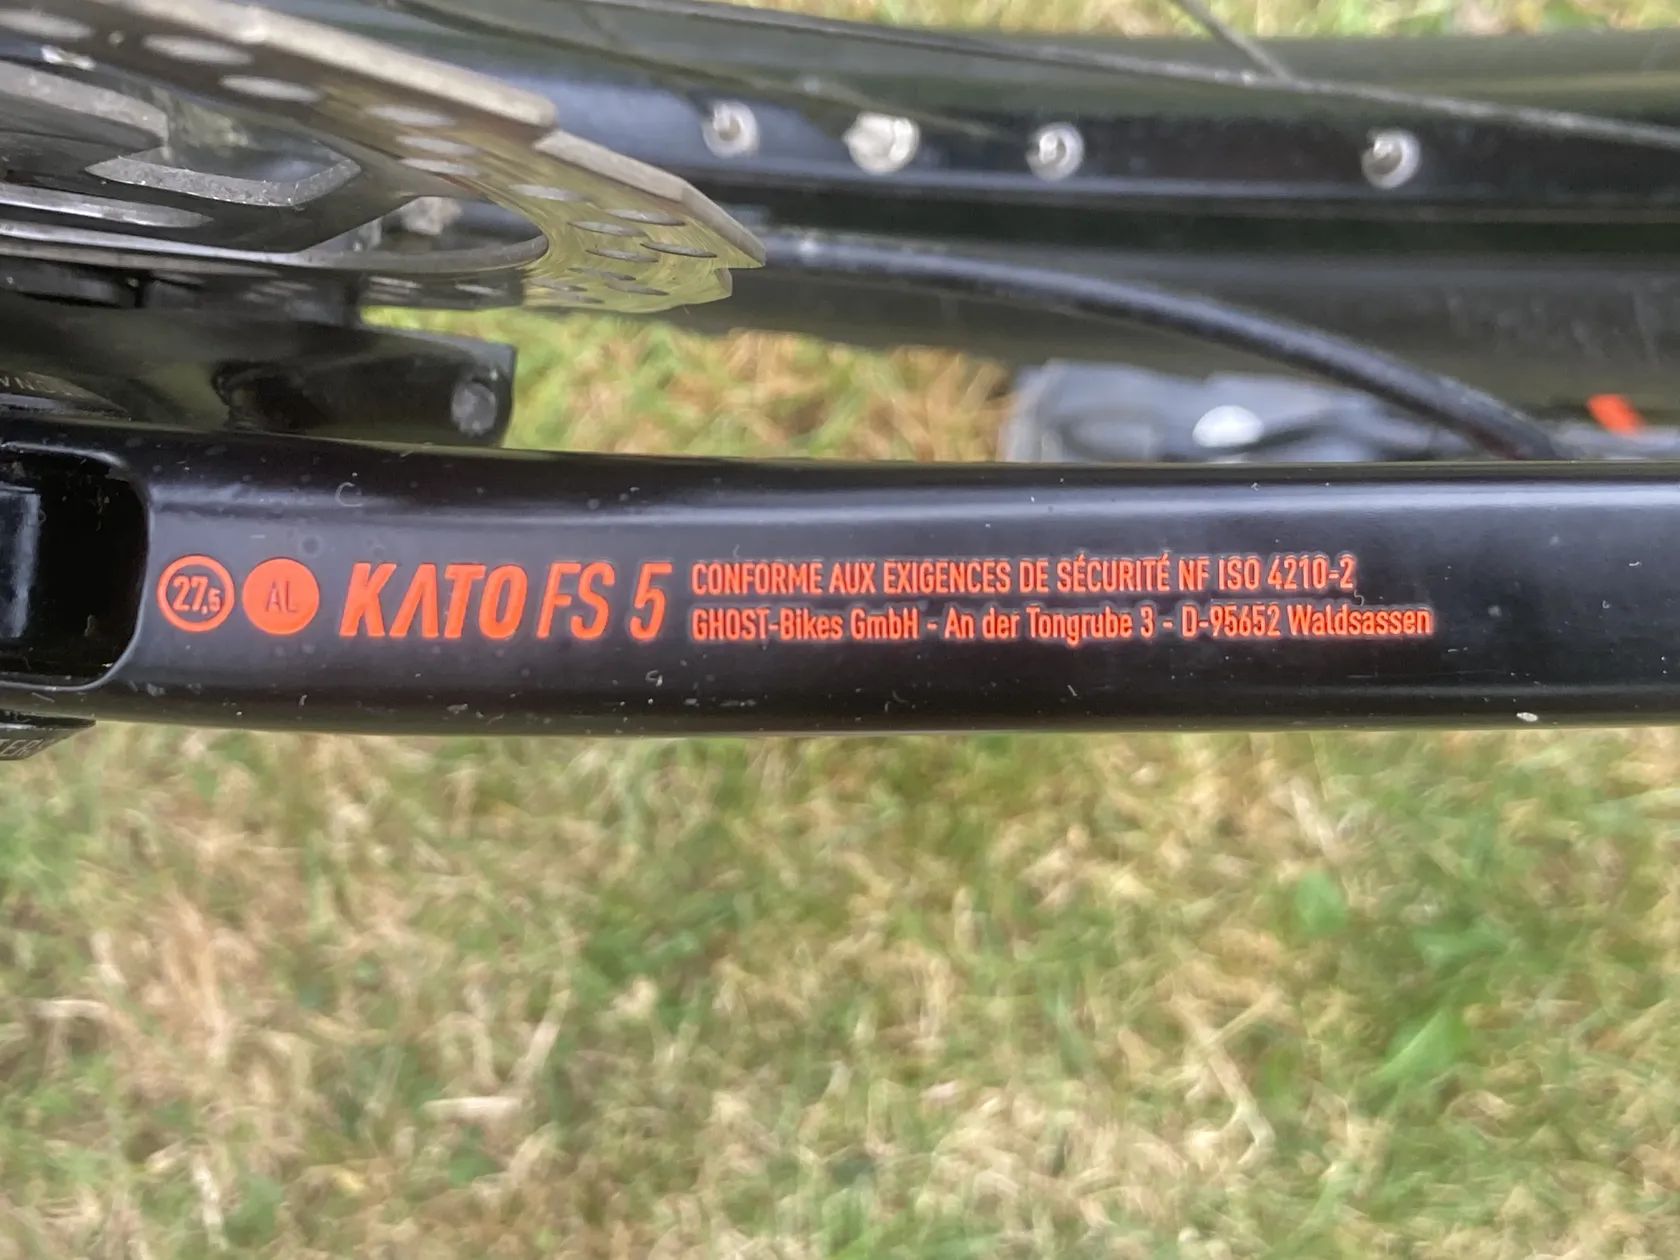 27,5 AL KATO FS 5
CONFORME AUX EXIGENCES DE SÉCURITÉ NF ISO 4210-2
GHOST-Bikes GmbH - An der Tongrube 3 - D-95652 Waldsassen